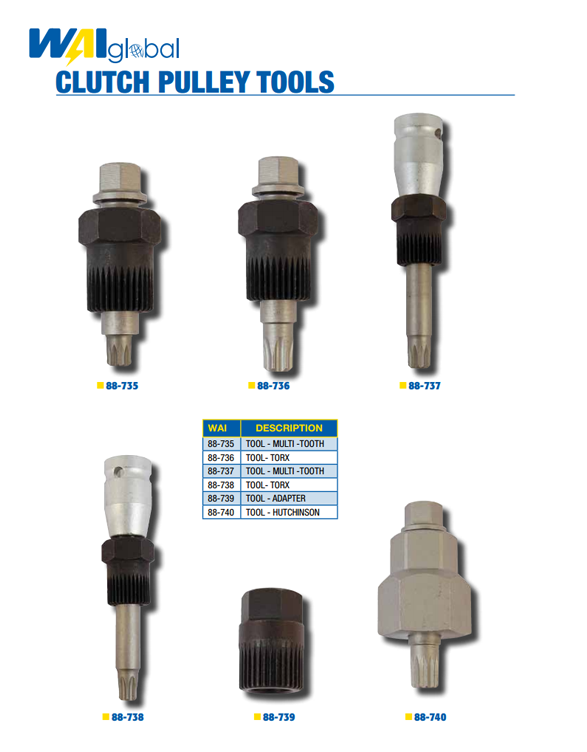 WAIglobal
CLUTCH PULLEY TOOLS
88-735
88-736
88-737
WAI DESCRIPTION
88-735 TOOL - MULTI -TOOTH
88-736 TOOL- TORX
88-737 TOOL - MULTI -TOOTH
88-738 TOOL- TORX
88-739 TOOL - ADAPTER
88-740 TOOL - HUTCHINSON
88-738
88-739
88-740